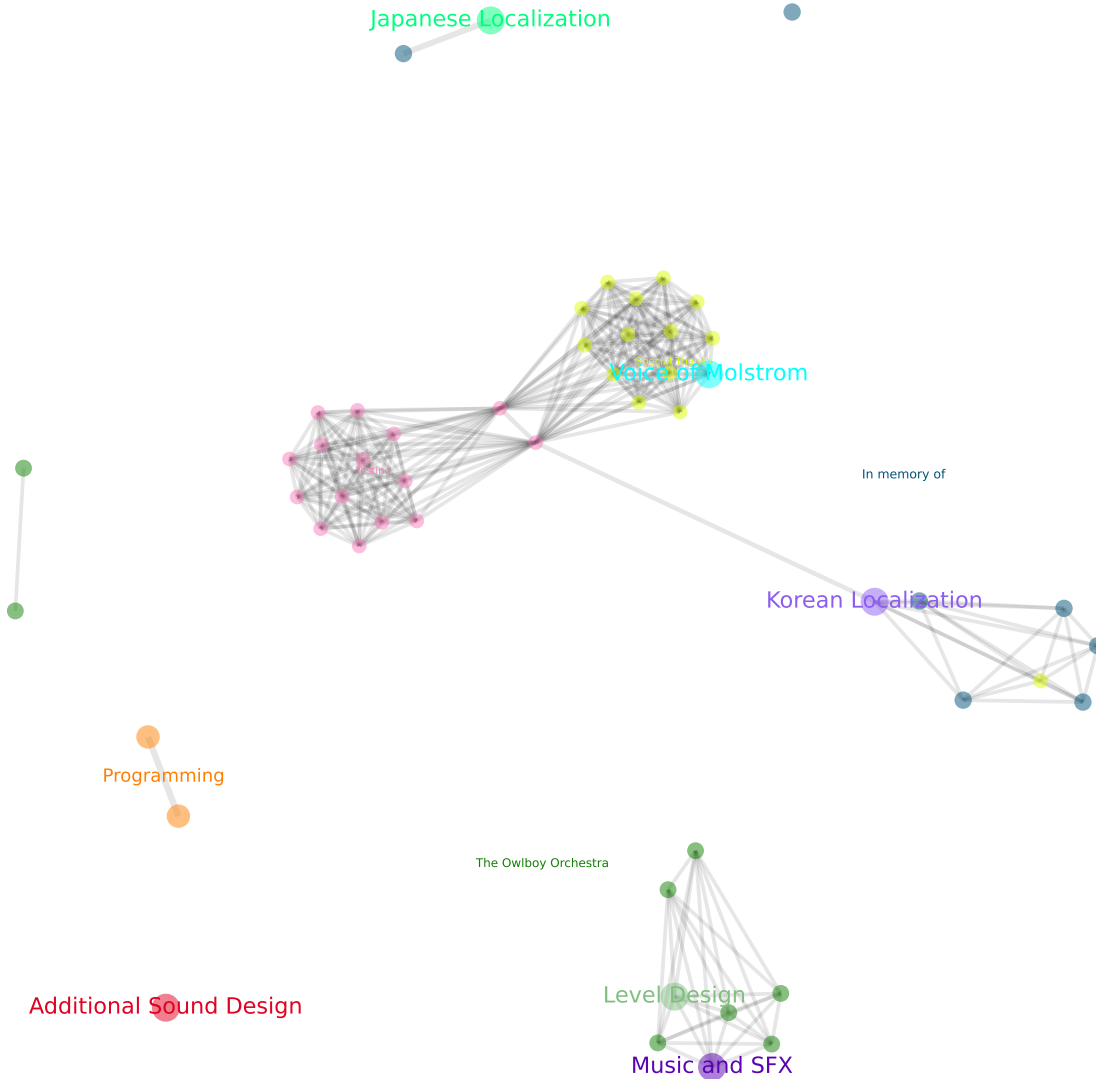 Japanese Localization
Voice of Molstrom
Testing
In memory of
Korean Localization
Programming
The Owlboy Orchestra
Level Design
Additional Sound Design
Music and SFX